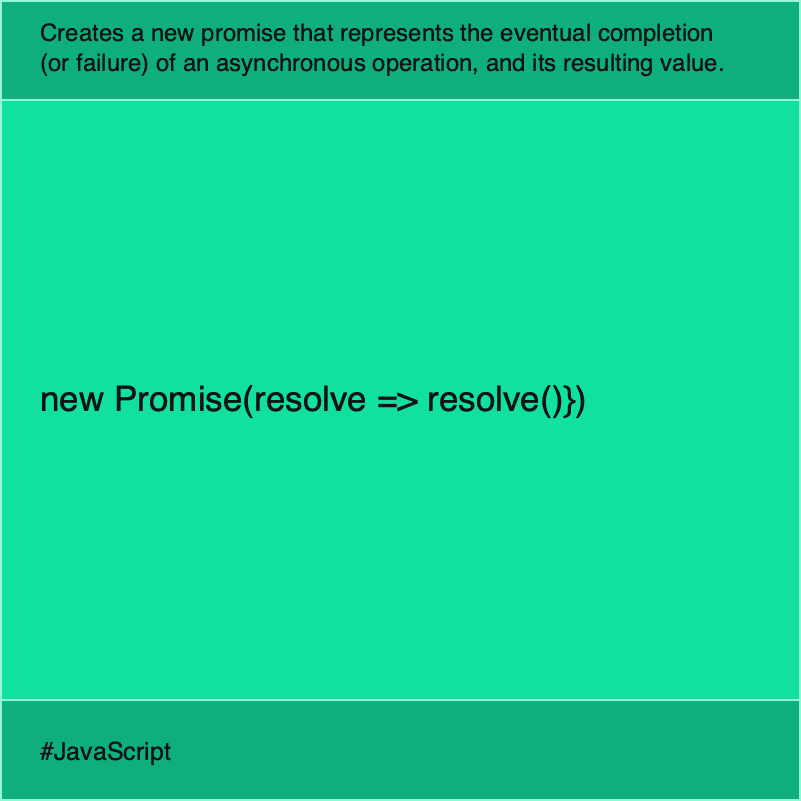 Creates a new promise that represents the eventual completion
(or failure) of an asynchronous operation, and its resulting value.
new Promise(resolve => resolve()})
#JavaScript